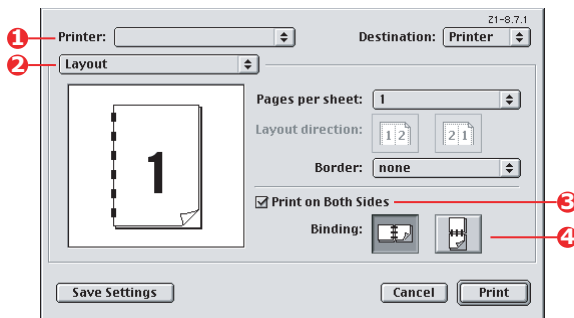 Z1-8.7.1
1 Printer: Destination: Printer
2 Layout
Pages per sheet: 1
Layout direction: 1 2 2 1
Border: none
1
Print on Both Sides 3
Binding: 4
Save Settings Cancel Print